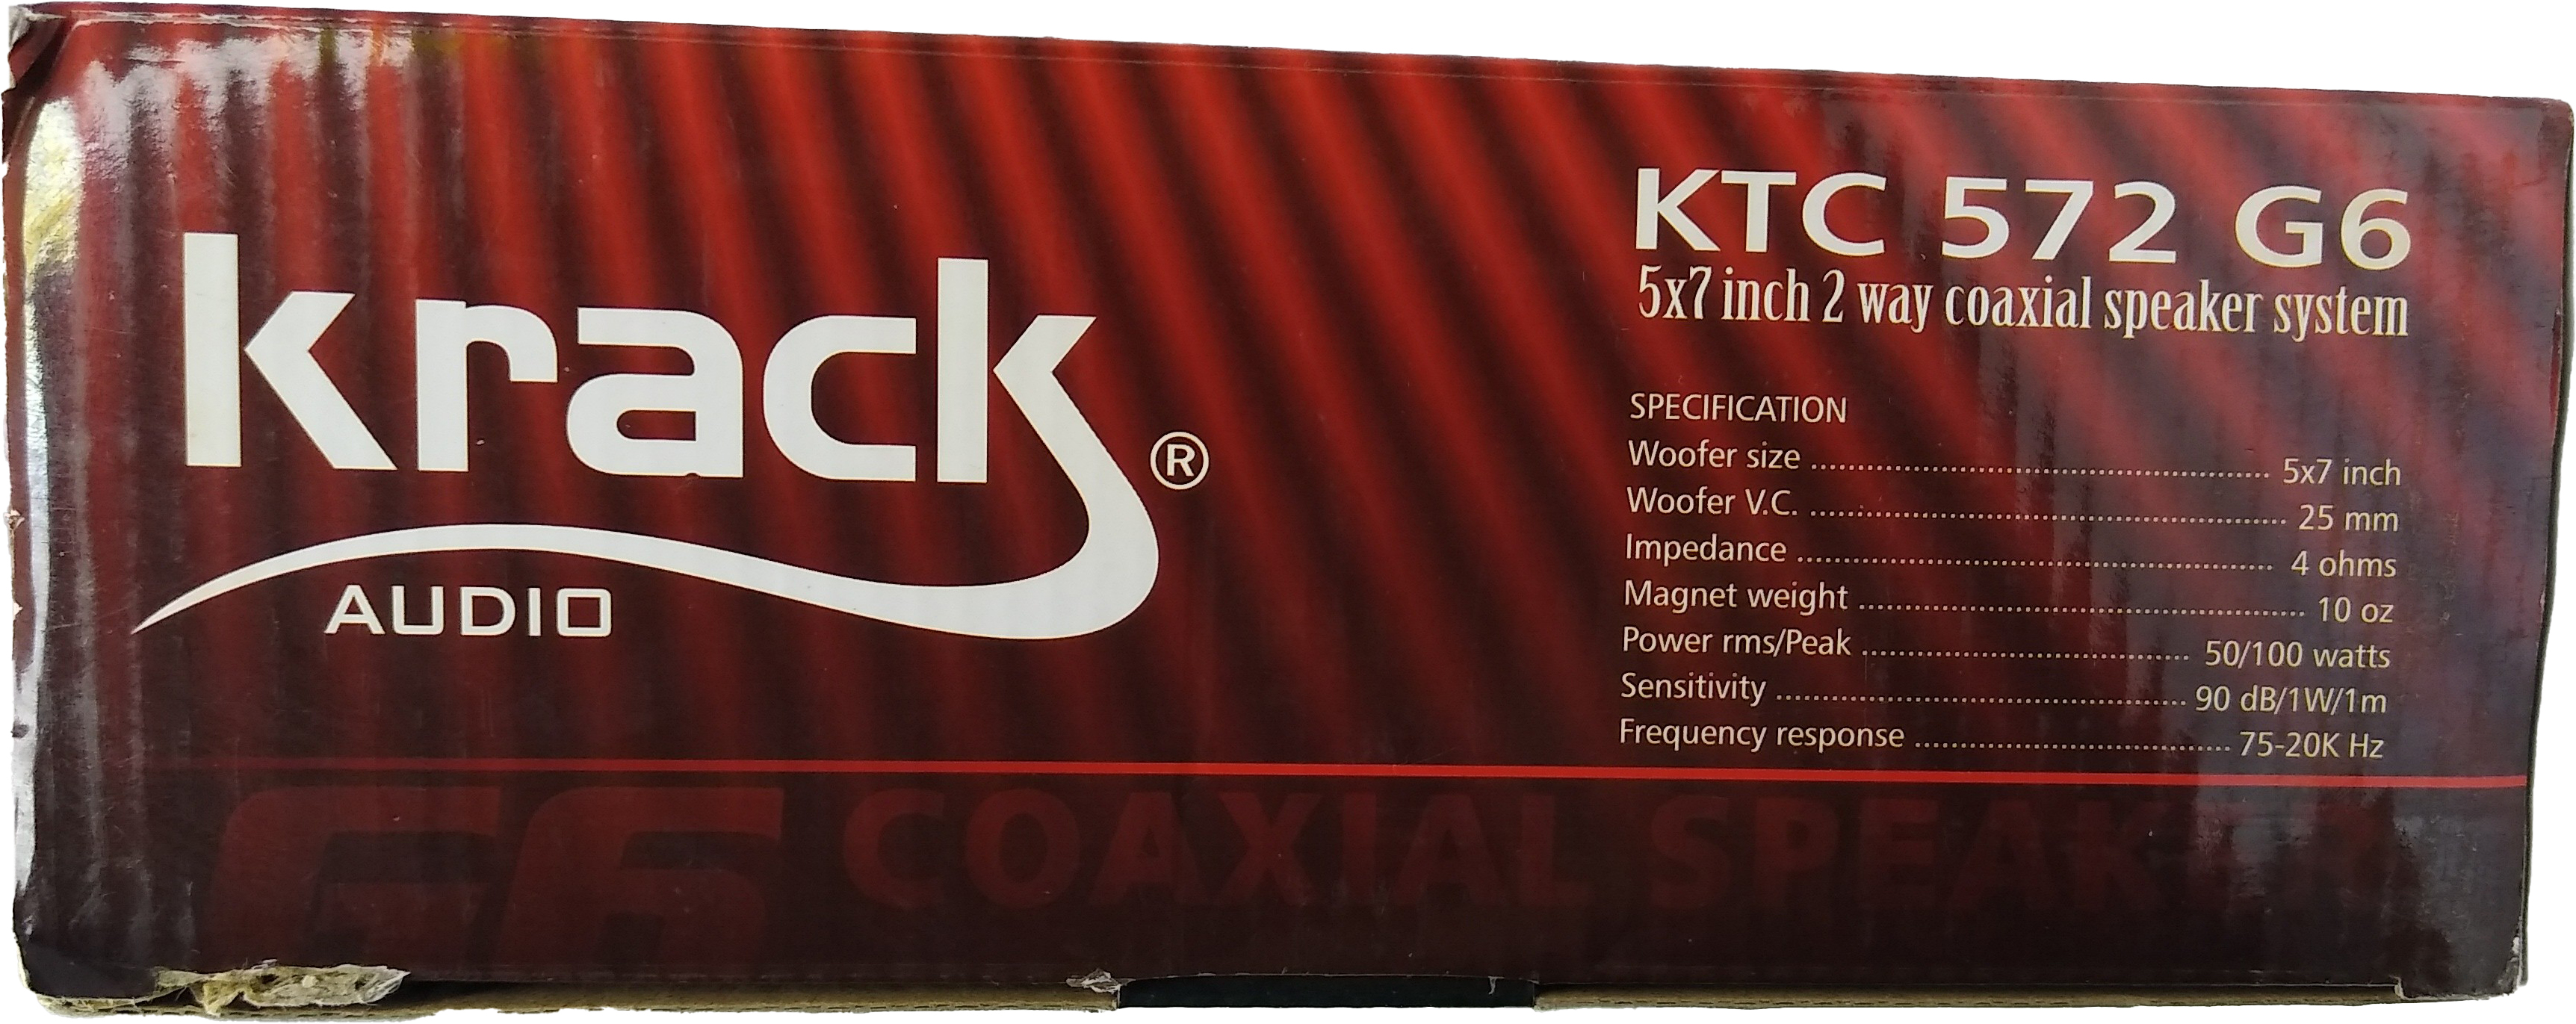 krack®
AUDIO
KTC 572 G6
5x7 inch 2 way coaxial speaker system
SPECIFICATION
Woofer size ........................................ 5x7 inch
Woofer V.C. ........................................ 25 mm
Impedance ........................................ 4 ohms
Magnet weight ........................................ 10 oz
Power rms/Peak ........................................ 50/100 watts
Sensitivity ........................................ 90 dB/1W/1m
Frequency response ........................................ 75-20K Hz
G6 COAXIAL SPEAKER